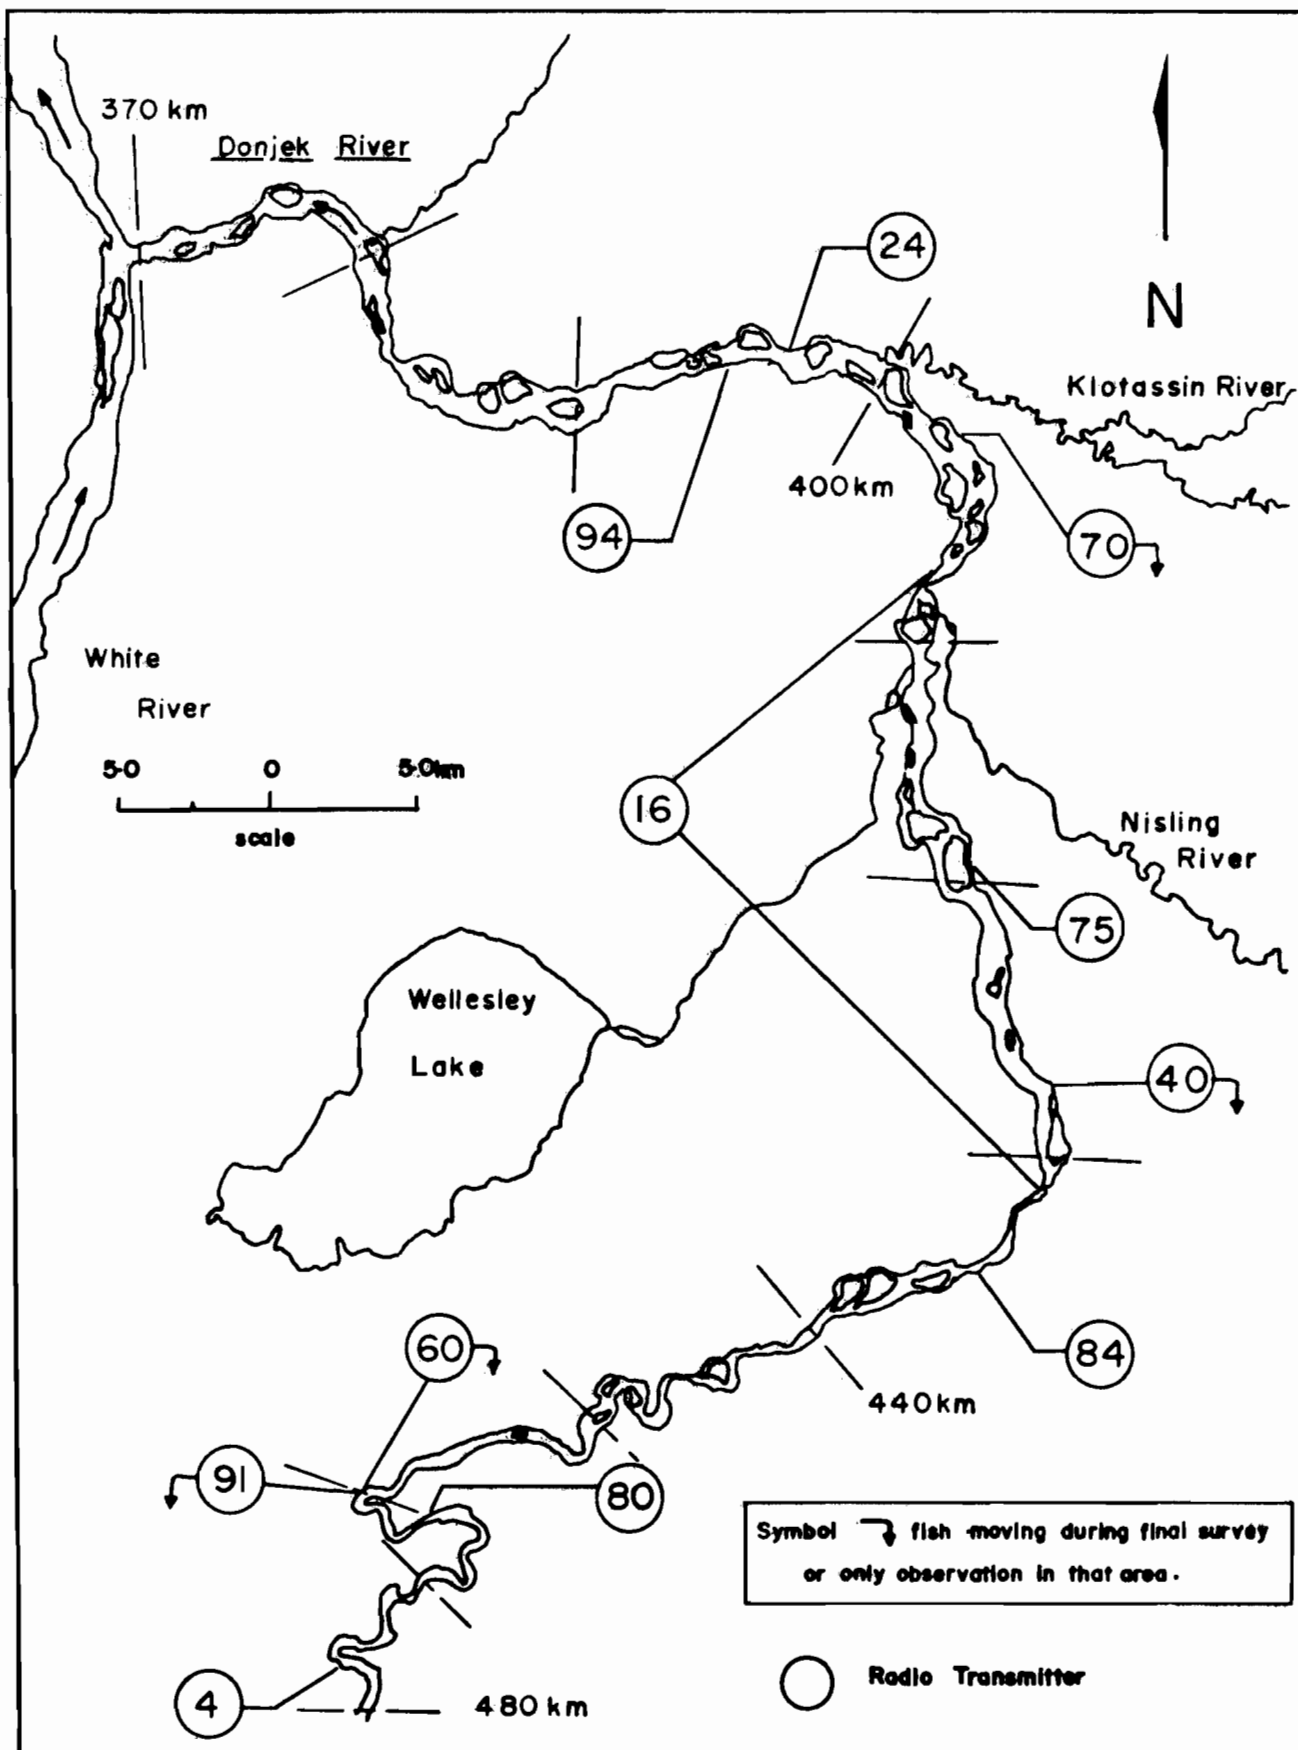 370 km
Donjek River
24
N
Klotassin River
400 km
94
70
White
River
5.0 0 5.0km
scale
16
Nisling
River
75
Wellesley
Lake
40
60
84
440 km
91
80
Symbol fish moving during final survey
or only observation in that area.
4
480 km
Radio Transmitter